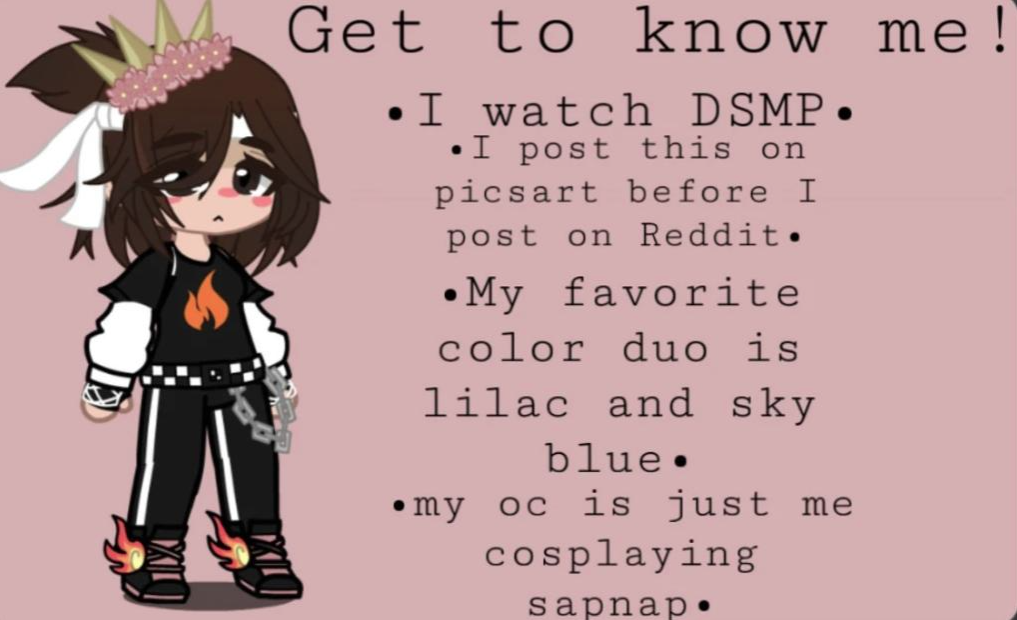 Get to know me!
•I watch DSMP•
•I post this on
picsart before I
post on Reddit•
•My favorite
color duo is
lilac and sky
blue•
•my oc is just me
cosplaying
sapnap•